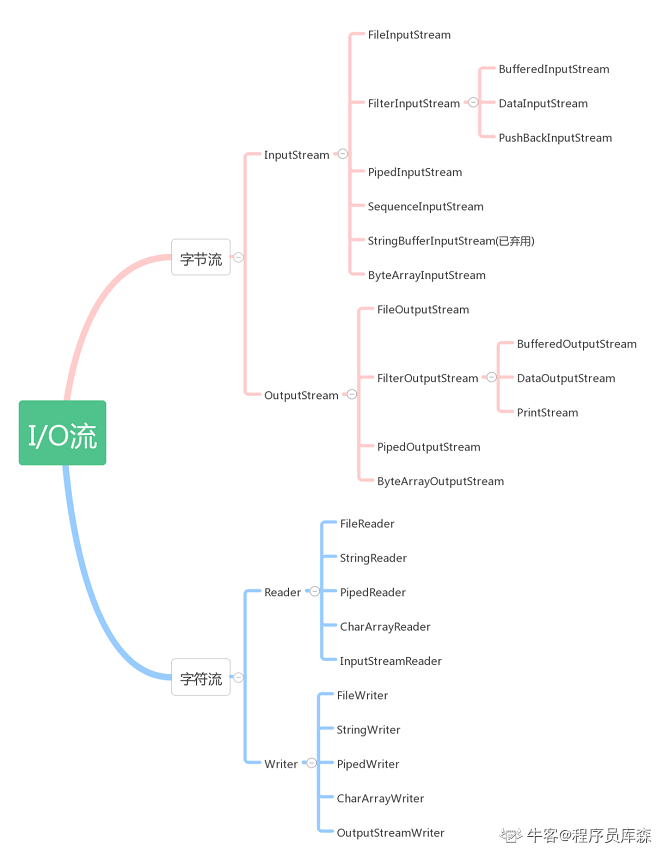 I/O流
字节流
InputStream
FileInputStream
FilterInputStream
BufferedInputStream
DataInputStream
PushBackInputStream
PipedInputStream
SequenceInputStream
StringBufferInputStream(已弃用)
ByteArrayInputStream
OutputStream
FileOutputStream
FilterOutputStream
BufferedOutputStream
DataOutputStream
PrintStream
PipedOutputStream
ByteArrayOutputStream
字符流
Reader
FileReader
StringReader
PipedReader
CharArrayReader
InputStreamReader
Writer
FileWriter
StringWriter
PipedWriter
CharArrayWriter
OutputStreamWriter
牛客@程序员库森